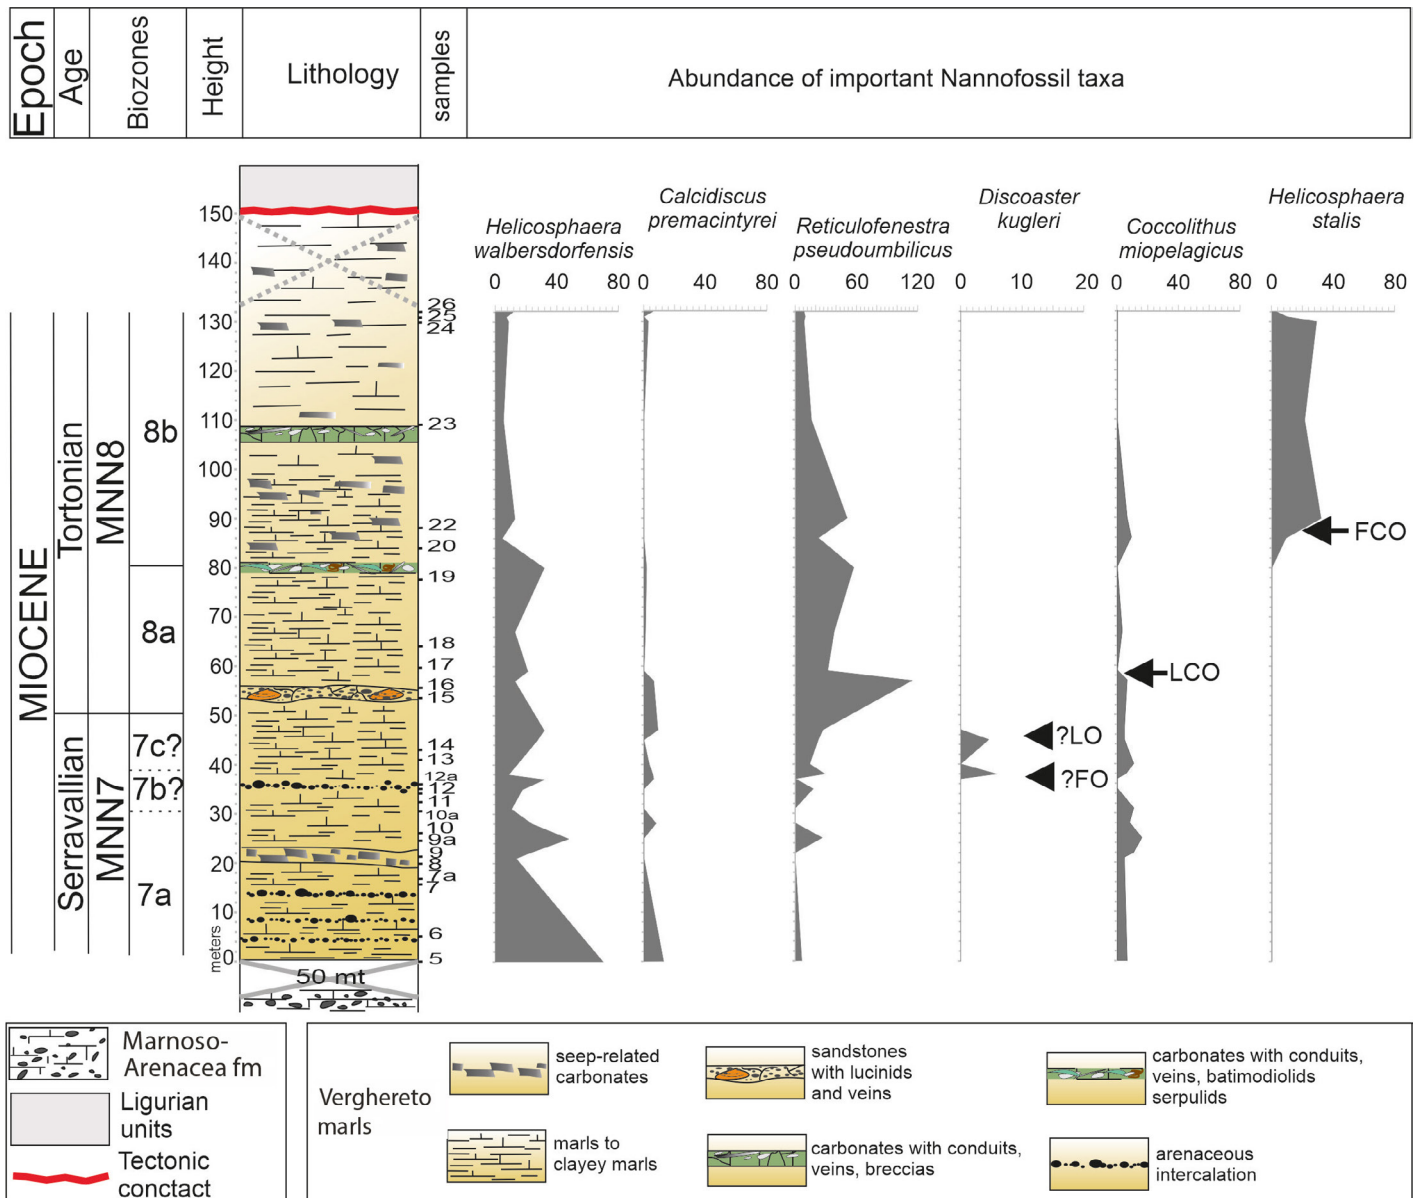 Epoch
Age
Biozones
Height
Lithology
samples
Abundance of important Nannofossil taxa
Helicosphaera
walbersdorfensis
Calcidiscus
premacintyrei
Reticulofenestra
pseudoumbilicus
Discoaster
kugleri
Coccolithus
miopelagicus
Helicosphaera
stalis
0 40 80
0 40 80
0 60 120
0 10 20
0 40 80
0 40 80
MIOCENE
Tortonian
Serravallian
MNN8
MNN7
8b
8a
7c?
7b?
7a
150
140
130
120
110
100
90
80
70
60
50
40
30
20
10
0
meters
26
25
24
23
22
20
19
18
17
16
15
14
13
12a
12
11
10a
10
9a
9
8
7a
7
6
5
FCO
LCO
?LO
?FO
50 mt
Marnoso-
Arenacea fm
Ligurian
units
Tectonic
conctact
Verghereto
marls
seep-related
carbonates
marls to
clayey marls
sandstones
with lucinids
and veins
carbonates with conduits,
veins, breccias
carbonates with conduits,
veins, batimodiolids
serpulids
arenaceous
intercalation